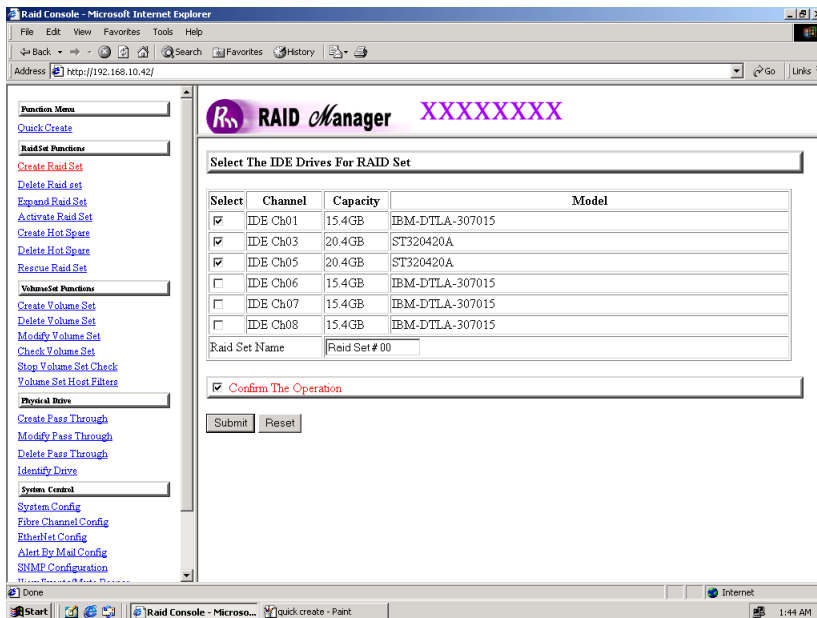 Raid Console - Microsoft Internet Explorer
File Edit View Favorites Tools Help
Back Search Favorites History
Address http://192.168.10.42/ Go Links
Function Menu
Quick Create
RaidSet Functions
Create Raid Set
Delete Raid set
Expand Raid Set
Activate Raid Set
Create Hot Spare
Delete Hot Spare
Rescue Raid Set
VolumeSet Functions
Create Volume Set
Delete Volume Set
Modify Volume Set
Check Volume Set
Stop Volume Set Check
Volume Set Host Filters
Physical Drive
Create Pass Through
Modify Pass Through
Delete Pass Through
Identify Drive
System Control
System Config
Fibre Channel Config
EtherNet Config
Alert By Mail Config
SNMP Configuration
Rm RAID Manager XXXXXXXX
Select The IDE Drives For RAID Set
Select Channel Capacity Model
IDE Ch01 15.4GB IBM-DTLA-307015
IDE Ch03 20.4GB ST320420A
IDE Ch05 20.4GB ST320420A
IDE Ch06 15.4GB IBM-DTLA-307015
IDE Ch07 15.4GB IBM-DTLA-307015
IDE Ch08 15.4GB IBM-DTLA-307015
Raid Set Name Raid Set # 00
Confirm The Operation
Submit Reset
Done Internet
Start Raid Console - Microso... quick create - Paint 1:44 AM